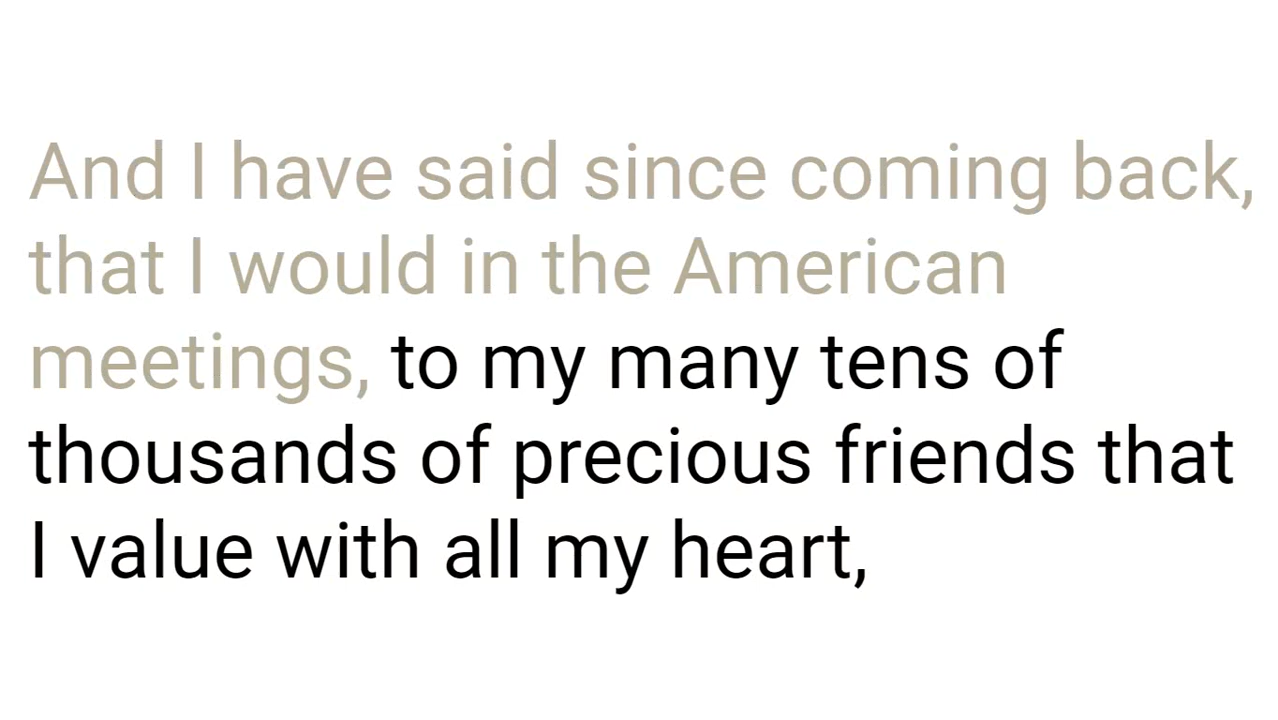 And I have said since coming back,
that I would in the American
meetings, to my many tens of
thousands of precious friends that
I value with all my heart,